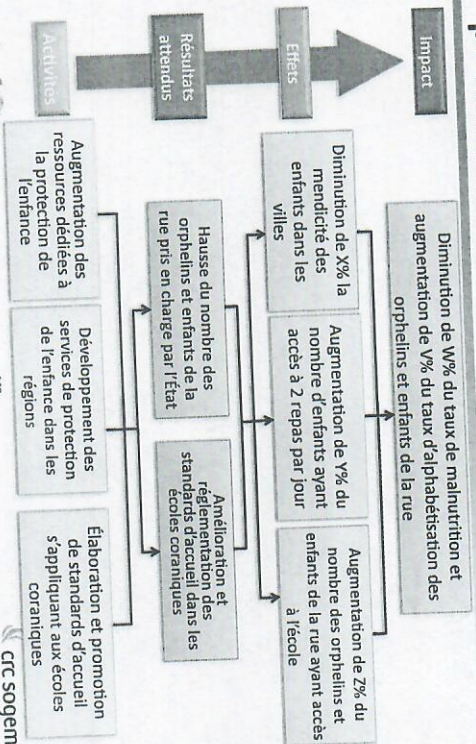 Impact
Diminution de W% du taux de malnutrition et
augmentation de V% du taux d'alphabétisation des
orphelins et enfants de la rue
Effets
Diminution de X% la
mendicité des
enfants dans les
villes
Augmentation de Y% du
nombre d'enfants ayant
accès à 2 repas par jour
Augmentation de Z% du
nombre des orphelins et
enfants de la rue ayant accès
à l'école
Résultats
attendus
Hausse du nombre des
orphelins et enfants de la
rue pris en charge par l'État
Amélioration et
réglementation des
standards d'accueil dans les
écoles coraniques
Activités
Augmentation des
ressources dédiées à
la protection de
l'enfance
Développement des
services de protection
de l'enfance dans les
régions
Élaboration et promotion
de standards d'accueil
s'appliquant aux écoles
coraniques
crc sogem